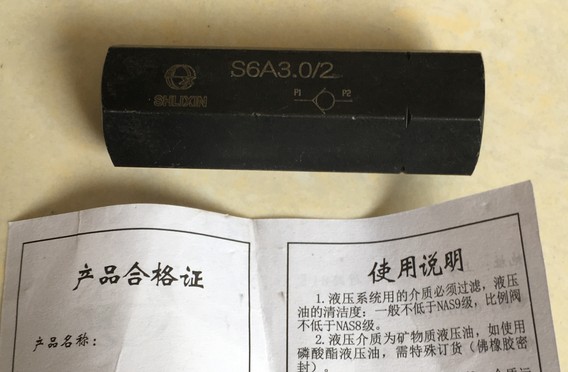 S6A3.0/2
SHLIXIN
P1 P2
产品合格证
产品名称:
使用说明
1.液压系统用的介质必须过滤,液压
油的清洁度:一般不低于NAS9级,比例阀
不低于NAS8级。
2.液压介质为矿物质液压油,如使用
磷酸酯液压油,需特殊订货(佛橡胶密
封)。